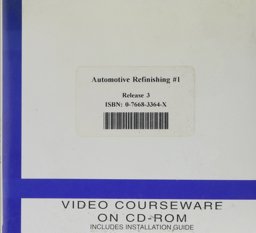 Automotive Refinishing #1
Release 3
ISBN: 0-7668-3364-X
VIDEO COURSEWARE
ON CD-ROM
INCLUDES INSTALLATION GUIDE